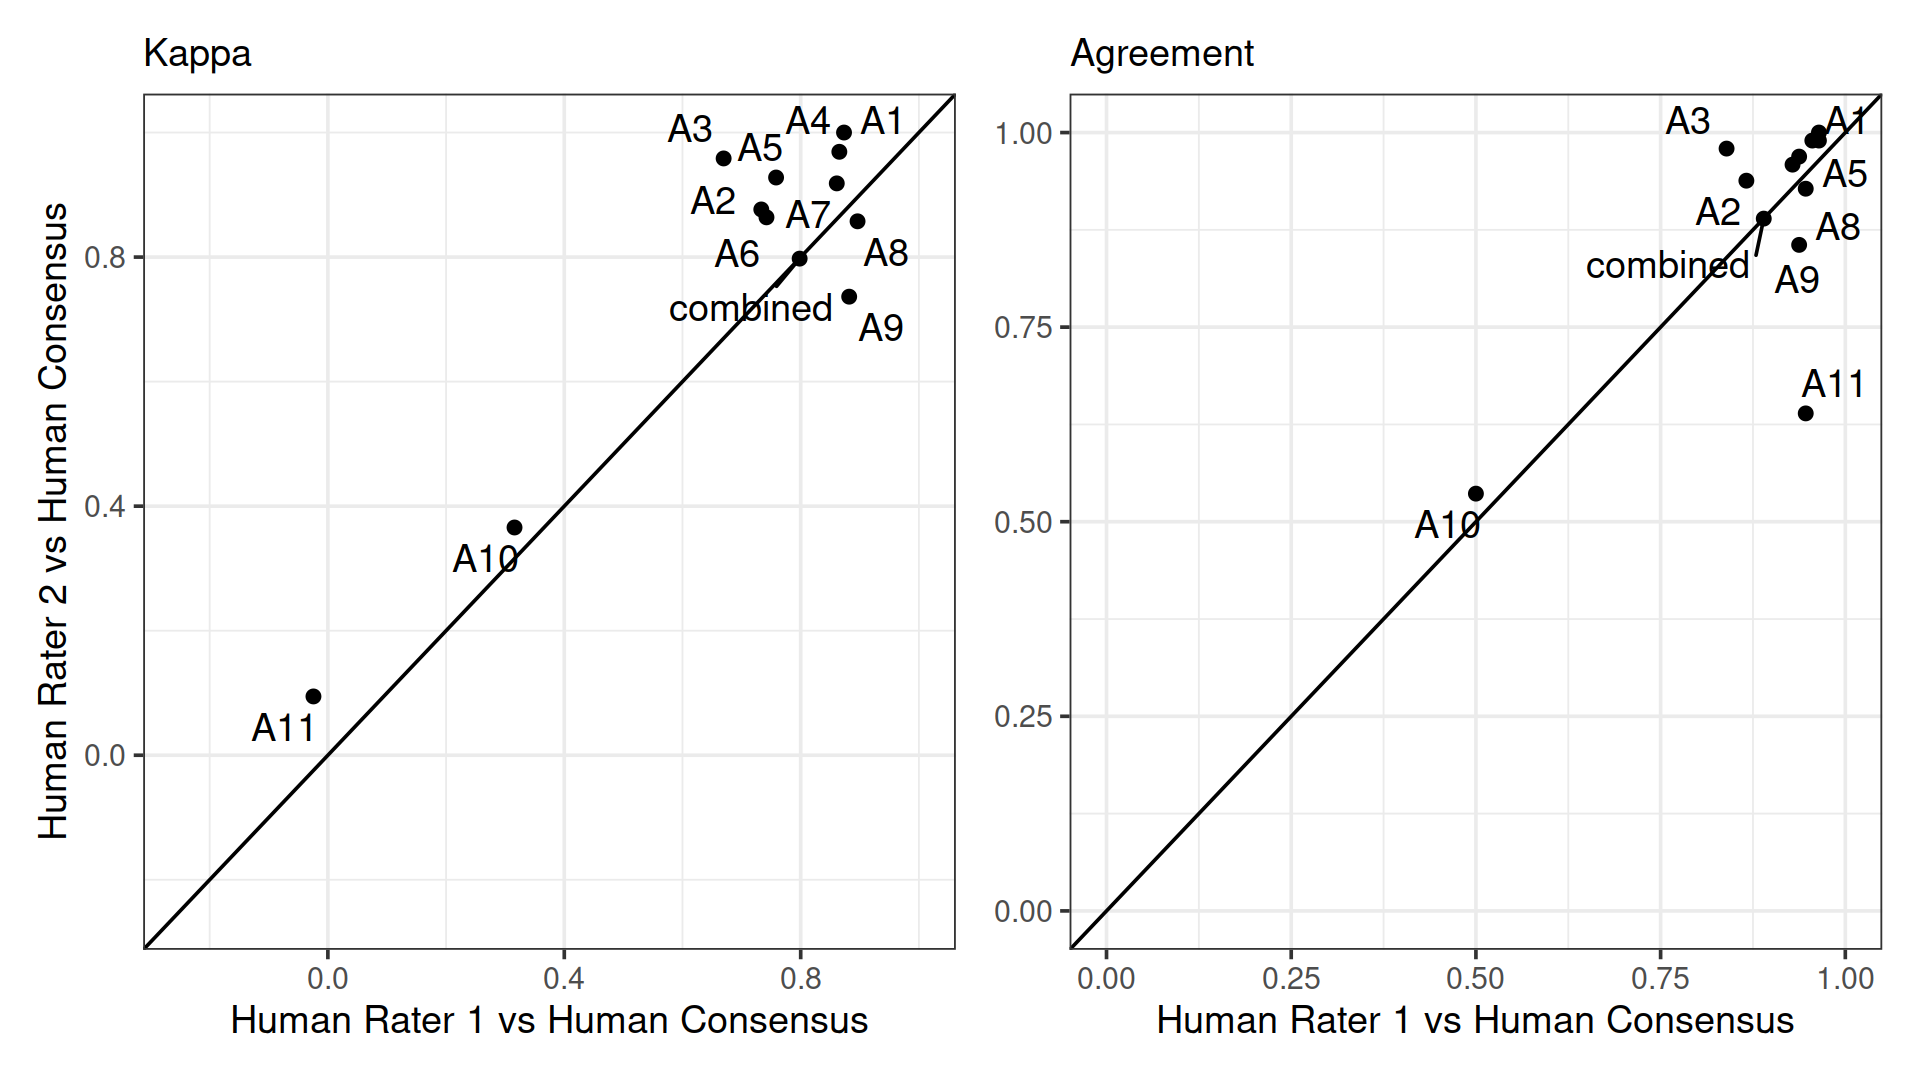 Kappa
A3
A4
A1
A5
A2
A7
A6
A8
combined
A9
A10
A11
0.8
0.4
0.0
0.0
0.4
0.8
Human Rater 1 vs Human Consensus
Human Rater 2 vs Human Consensus
Agreement
A3
A1
A5
A2
A8
combined
A9
A11
A10
1.00
0.75
0.50
0.25
0.00
0.00
0.25
0.50
0.75
1.00
Human Rater 1 vs Human Consensus